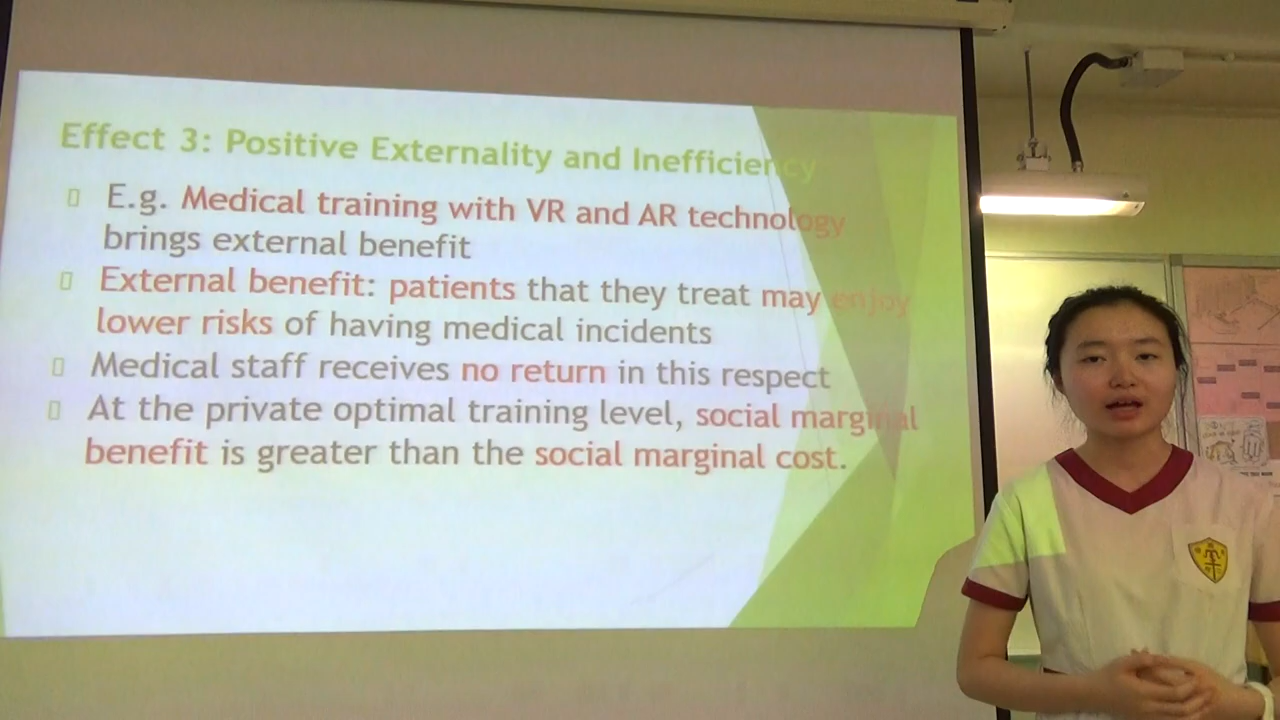 Effect 3: Positive Externality and Inefficiency
E.g. Medical training with VR and AR technology
brings external benefit
External benefit: patients that they treat may enjoy
lower risks of having medical incidents
Medical staff receives no return in this respect
At the private optimal training level, social marginal
benefit is greater than the social marginal cost.